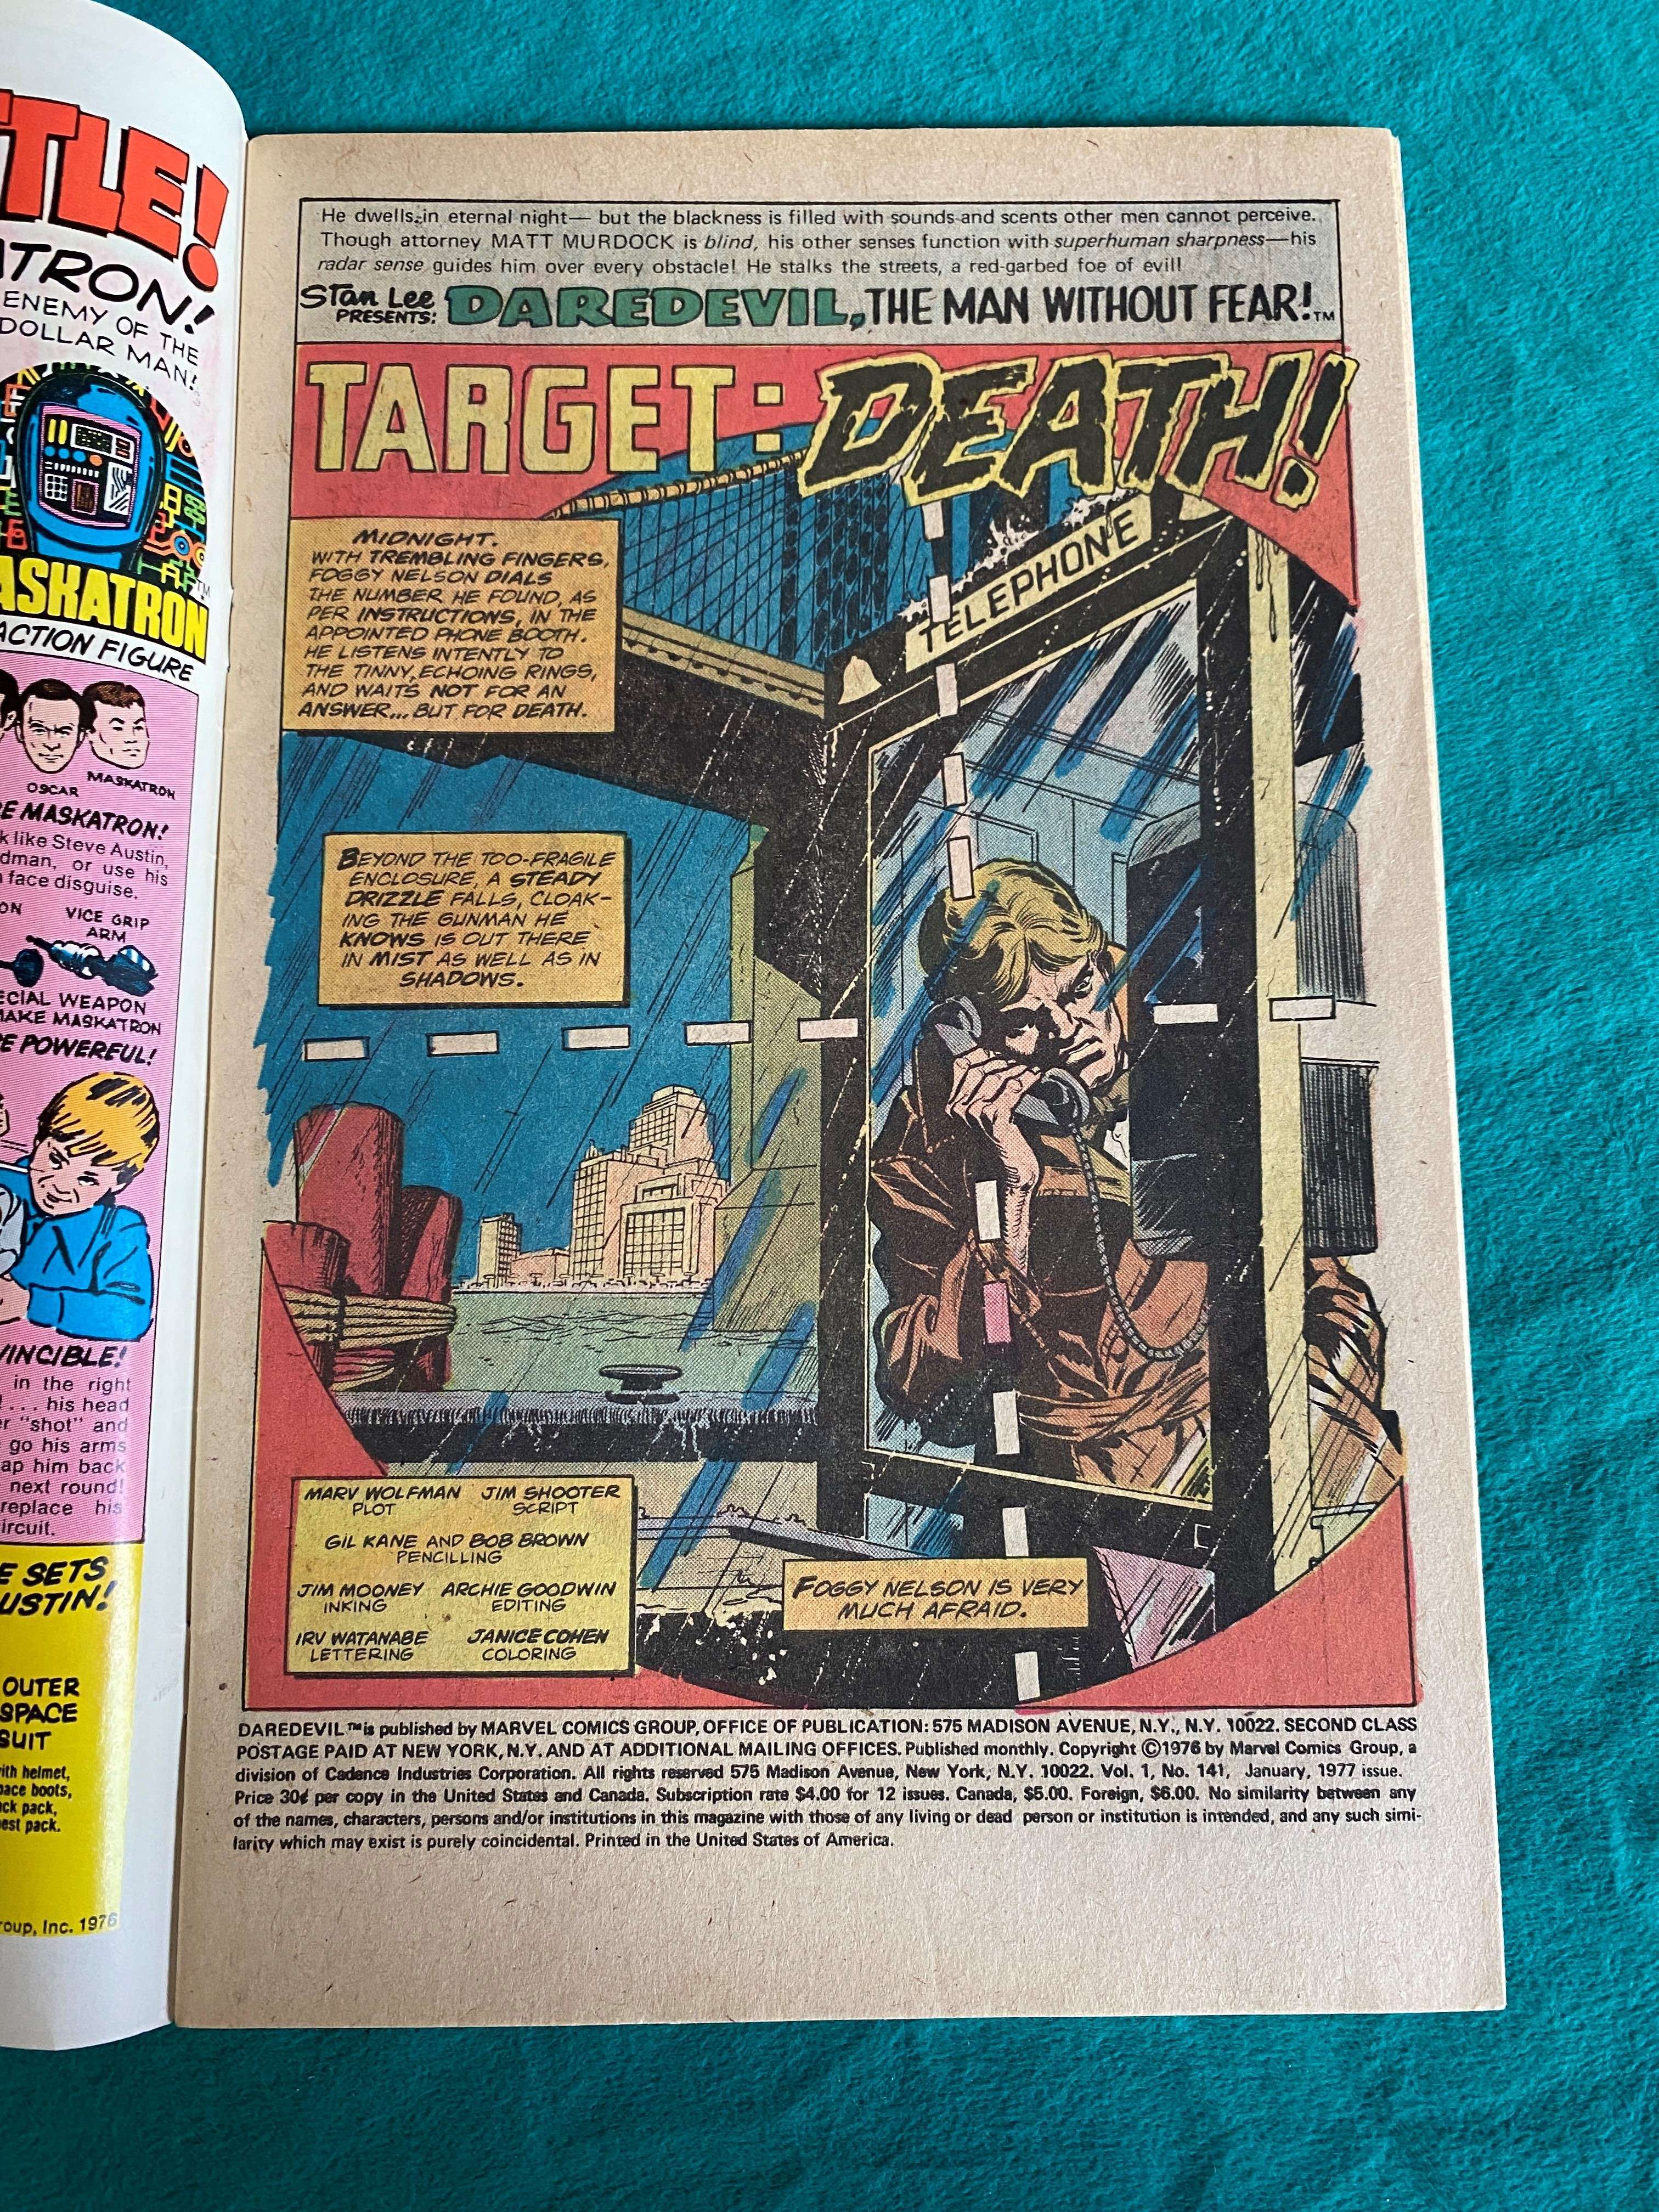 TTLE!
ATRON!
ENEMY OF THE
DOLLAR MAN!
ASKATRON
TM
ACTION FIGURE
OSCAR
MASKATRON
E MASKATRON!
k like Steve Austin,
dman, or use his
face disguise.
ON
VICE GRIP
ARM
ECIAL WEAPON
MAKE MASKATRON
E POWERFUL!
VINCIBLE!
in the right
! . . . his head
er "shot" and
go his arms
ap him back
next round!
replace his
ircuit.
E SETS
USTIN!
OUTER
SPACE
SUIT
ith helmet,
pace boots,
ck pack,
est pack.
roup, Inc. 1976
He dwells in eternal night— but the blackness is filled with sounds and scents other men cannot perceive.
Though attorney MATT MURDOCK is blind, his other senses function with superhuman sharpness—his
radar sense guides him over every obstacle! He stalks the streets, a red-garbed foe of evil!
Stan Lee
PRESENTS: DAREDEVIL, THE MAN WITHOUT FEAR!™
TARGET: DEATH!
MIDNIGHT.
WITH TREMBLING FINGERS,
FOGGY NELSON DIALS
THE NUMBER HE FOUND, AS
PER INSTRUCTIONS, IN THE
APPOINTED PHONE BOOTH.
HE LISTENS INTENTLY TO
THE TINNY, ECHOING RINGS,
AND WAITS NOT FOR AN
ANSWER... BUT FOR DEATH.
TELEPHONE
BEYOND THE TOO-FRAGILE
ENCLOSURE, A STEADY
DRIZZLE FALLS, CLOAK-
ING THE GUNMAN HE
KNOWS IS OUT THERE
IN MIST AS WELL AS IN
SHADOWS.
MARV WOLFMAN JIM SHOOTER
PLOT SCRIPT
GIL KANE AND BOB BROWN
PENCILLING
JIM MOONEY ARCHIE GOODWIN
INKING EDITING
IRV WATANABE JANICE COHEN
LETTERING COLORING
FOGGY NELSON IS VERY
MUCH AFRAID.
DAREDEVIL™ is published by MARVEL COMICS GROUP, OFFICE OF PUBLICATION: 575 MADISON AVENUE, N.Y., N.Y. 10022. SECOND CLASS
POSTAGE PAID AT NEW YORK, N.Y. AND AT ADDITIONAL MAILING OFFICES. Published monthly. Copyright ©1976 by Marvel Comics Group, a
division of Cadence Industries Corporation. All rights reserved 575 Madison Avenue, New York, N.Y. 10022. Vol. 1, No. 141, January, 1977 issue.
Price 30¢ per copy in the United States and Canada. Subscription rate $4.00 for 12 issues. Canada, $5.00. Foreign, $6.00. No similarity between any
of the names, characters, persons and/or institutions in this magazine with those of any living or dead person or institution is intended, and any such simi-
larity which may exist is purely coincidental. Printed in the United States of America.